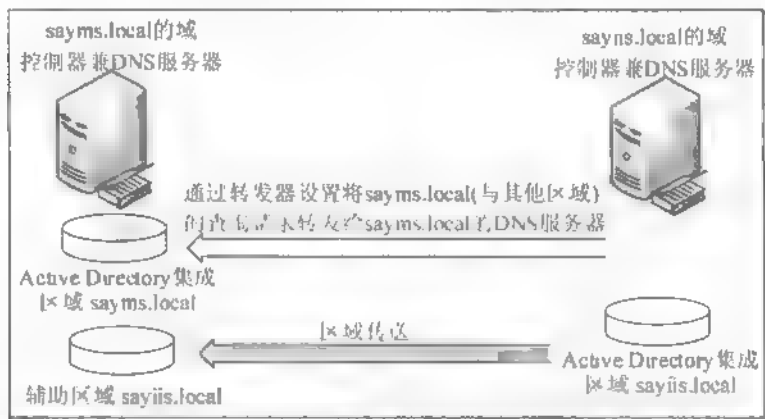 sayms.local的域
控制器兼DNS服务器
sayns.local的域
控制器兼DNS服务器
通过转发器设置将sayms.local(与其他区域)
的查询请求转发给sayms.local的DNS服务器
Active Directory集成
区域 sayms.local
区域传送
辅助区域 sayiis.local
Active Directory集成
区域 sayiis.local